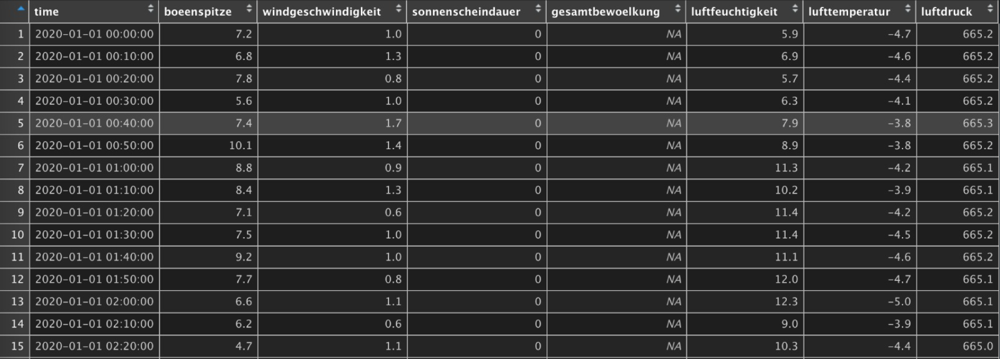 time boeenspitze windgeschwindigkeit sonnenscheindauer gesamtbewoelkung luftfeuchtigkeit lufttemperatur luftdruck
1 2020-01-01 00:00:00 7.2 1.0 0 NA 5.9 -4.7 665.2
2 2020-01-01 00:10:00 6.8 1.3 0 NA 6.9 -4.6 665.2
3 2020-01-01 00:20:00 7.8 0.8 0 NA 5.7 -4.4 665.2
4 2020-01-01 00:30:00 5.6 1.0 0 NA 6.3 -4.1 665.2
5 2020-01-01 00:40:00 7.4 1.7 0 NA 7.9 -3.8 665.3
6 2020-01-01 00:50:00 10.1 1.4 0 NA 8.9 -3.8 665.2
7 2020-01-01 01:00:00 8.8 0.9 0 NA 11.3 -4.2 665.1
8 2020-01-01 01:10:00 8.4 1.3 0 NA 10.2 -3.9 665.1
9 2020-01-01 01:20:00 7.1 0.6 0 NA 11.4 -4.2 665.2
10 2020-01-01 01:30:00 7.5 1.0 0 NA 11.4 -4.5 665.2
11 2020-01-01 01:40:00 9.2 1.0 0 NA 11.1 -4.6 665.2
12 2020-01-01 01:50:00 7.7 0.8 0 NA 12.0 -4.7 665.1
13 2020-01-01 02:00:00 6.6 1.1 0 NA 12.3 -5.0 665.1
14 2020-01-01 02:10:00 6.2 0.6 0 NA 9.0 -3.9 665.1
15 2020-01-01 02:20:00 4.7 1.1 0 NA 10.3 -4.4 665.0